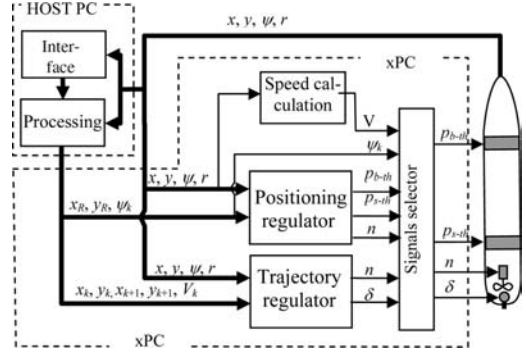 HOST PC
x, y, ψ, r
Inter-
face
Processing
xPC
Speed cal-
culation
V
ψk
pb-th
x, y, ψ, r
Positioning
regulator
pb-th
ps-th
n
xR, yR, ψk
Signals selector
ps-th
x, y, ψ, r
Trajectory
regulator
n
δ
n
δ
xk, yk, xk+1, yk+1, Vk
xPC